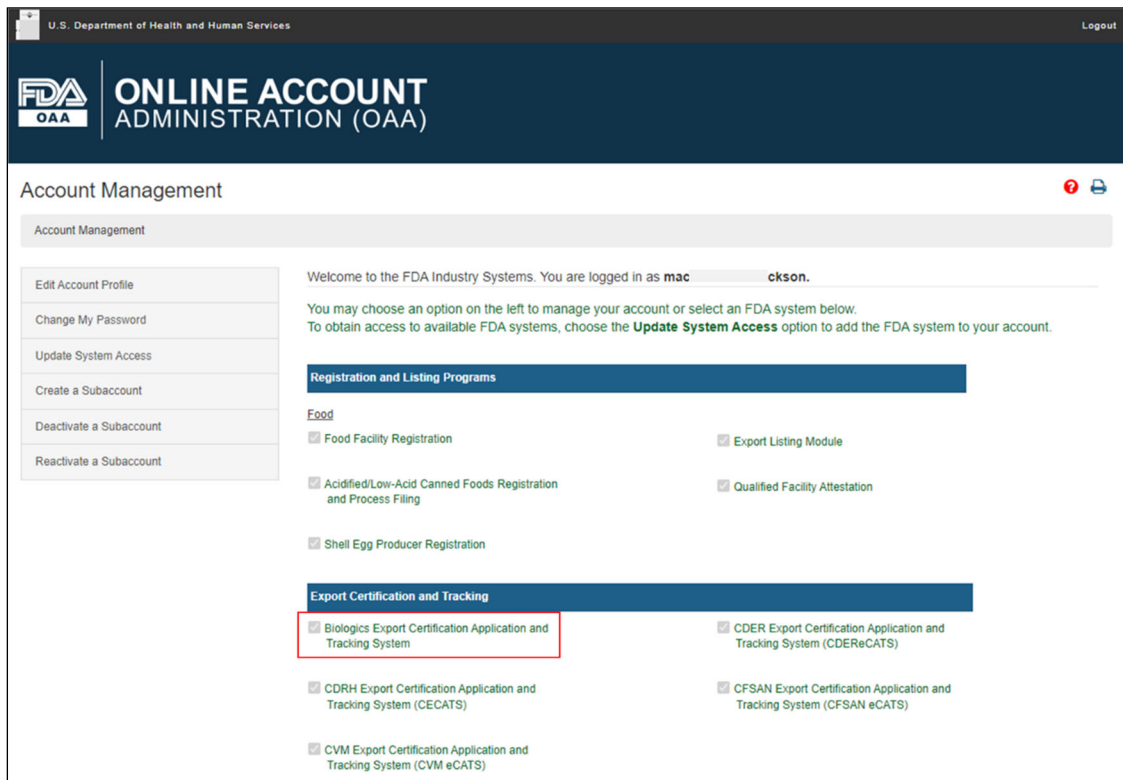 U.S. Department of Health and Human Services
Logout
FDA
OAA
ONLINE ACCOUNT
ADMINISTRATION (OAA)
Account Management
?
Account Management
Edit Account Profile
Change My Password
Update System Access
Create a Subaccount
Deactivate a Subaccount
Reactivate a Subaccount
Welcome to the FDA Industry Systems. You are logged in as mac ckson.
You may choose an option on the left to manage your account or select an FDA system below.
To obtain access to available FDA systems, choose the Update System Access option to add the FDA system to your account.
Registration and Listing Programs
Food
Food Facility Registration
Export Listing Module
Acidified/Low-Acid Canned Foods Registration
and Process Filing
Qualified Facility Attestation
Shell Egg Producer Registration
Export Certification and Tracking
Biologics Export Certification Application and
Tracking System
CDER Export Certification Application and
Tracking System (CDEReCATS)
CDRH Export Certification Application and
Tracking System (CECATS)
CFSAN Export Certification Application and
Tracking System (CFSAN eCATS)
CVM Export Certification Application and
Tracking System (CVM eCATS)